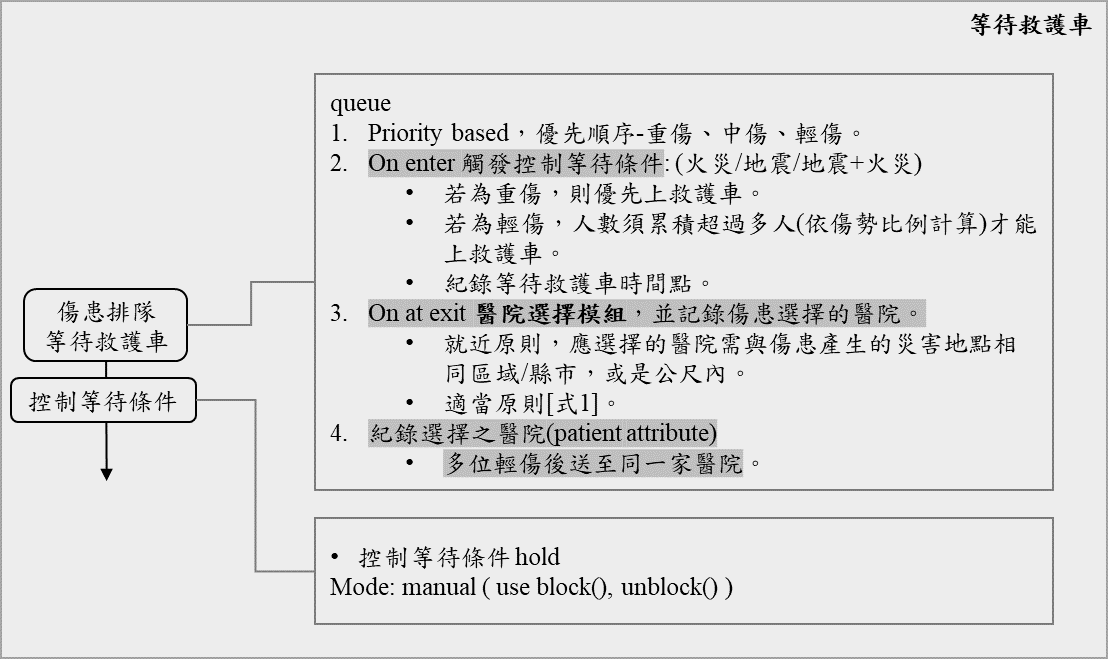 等待救護車
queue
1. Priority based，優先順序-重傷、中傷、輕傷。
2. On enter 觸發控制等待條件: (火災/地震/地震+火災)
• 若為重傷，則優先上救護車。
• 若為輕傷，人數須累積超過多人(依傷勢比例計算)才能
上救護車。
• 紀錄等待救護車時間點。
3. On at exit 醫院選擇模組，並記錄傷患選擇的醫院。
• 就近原則，應選擇的醫院需與傷患產生的災害地點相
同區域/縣市，或是公尺內。
• 適當原則[式1]。
4. 紀錄選擇之醫院(patient attribute)
• 多位輕傷後送至同一家醫院。
傷患排隊
等待救護車
控制等待條件
• 控制等待條件 hold
Mode: manual ( use block(), unblock() )